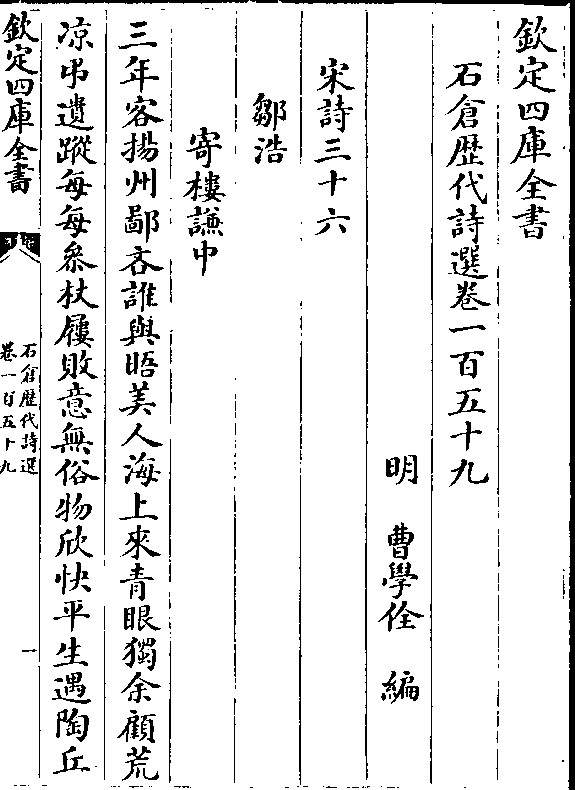 欽定四庫全書
石倉歴代詩選卷一百五十九
明　曹學佺　編
宋詩三十六
鄒浩
寄樓謙中
三年客揚州鄙吝誰與晤美人海上來青眼獨余顧荒
凉弔遺蹤每每叅杖屨敗意無俗物欣快平生遇陶丘
欽定四庫全書
石倉歴代詩選
卷一百五十九
一